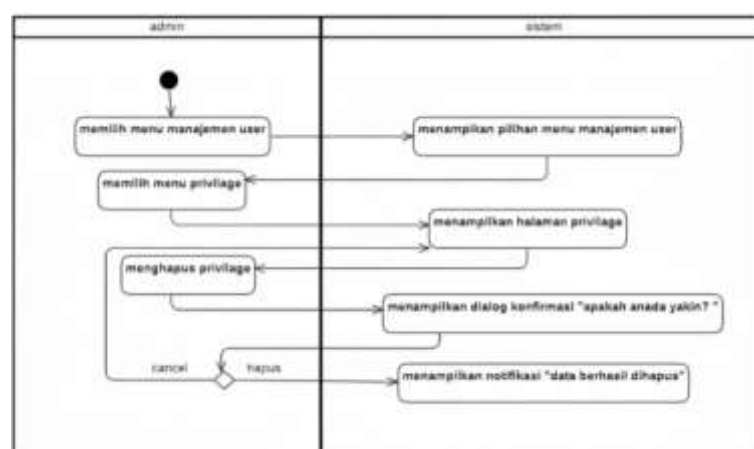 admin
sistem
memilih menu manajemen user
menampikan pilihan menu manajemen user
memilih menu privilage
menampilkan halaman privilage
menghapus privilage
menampilkan dialog konfirmasi "apakah anada yakin? "
cancel
hapus
menampilkan notifikasi "data berhasil dihapus"